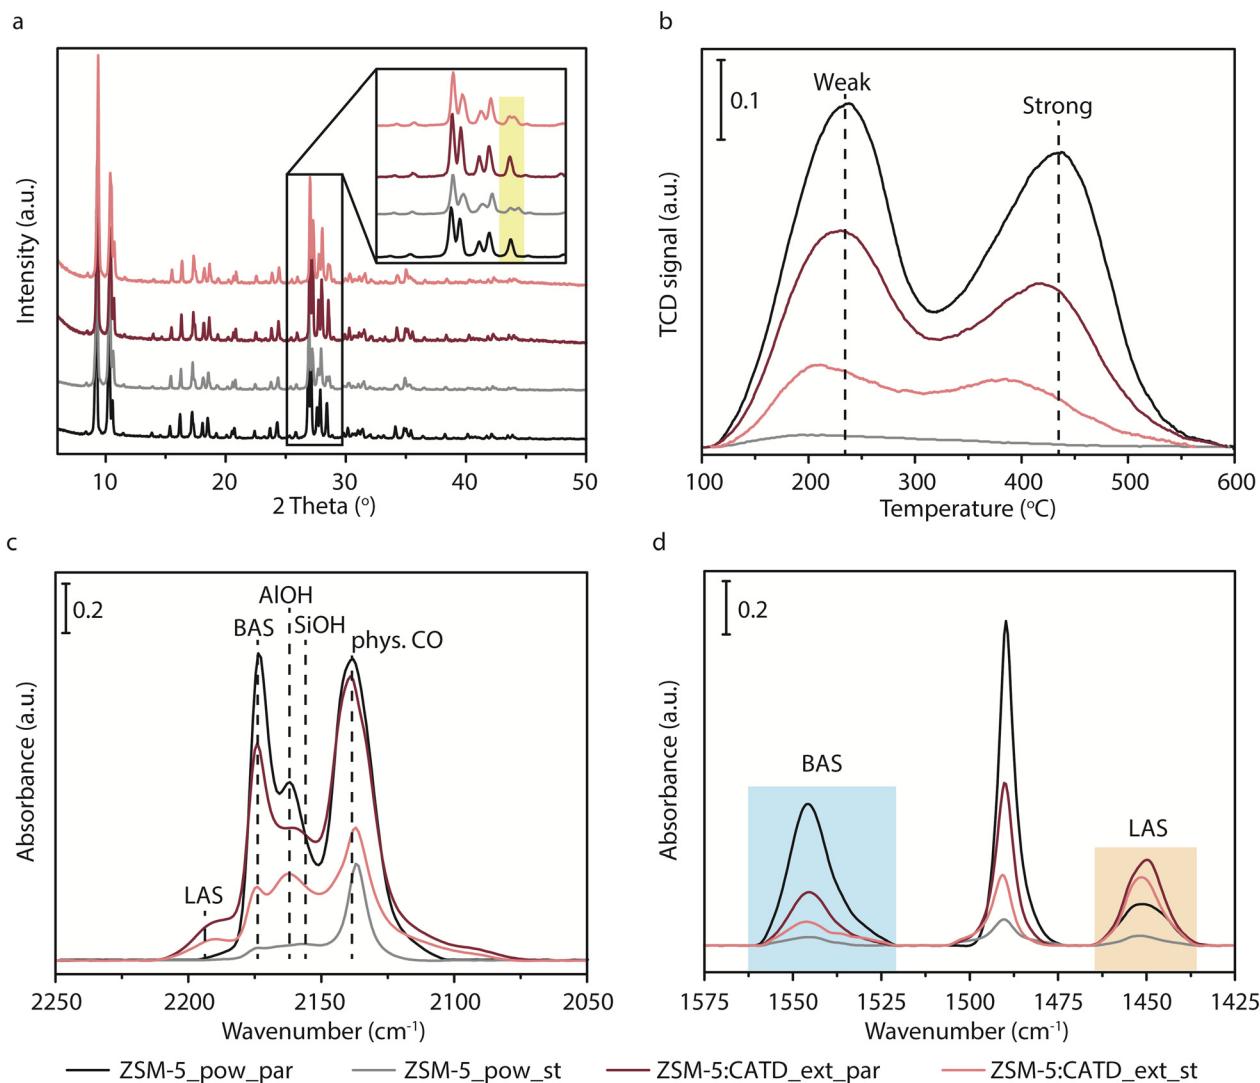 a
Intensity (a.u.)
10
20
30
40
50
2 Theta (o)
b
0.1
Weak
Strong
TCD signal (a.u.)
100
200
300
400
500
600
Temperature (oC)
c
0.2
AlOH
BAS
SiOH
phys. CO
LAS
Absorbance (a.u.)
2250
2200
2150
2100
2050
Wavenumber (cm-1)
d
0.2
BAS
LAS
Absorbance (a.u.)
1575
1550
1525
1500
1475
1450
1425
Wavenumber (cm-1)
ZSM-5_pow_par
ZSM-5_pow_st
ZSM-5:CATD_ext_par
ZSM-5:CATD_ext_st